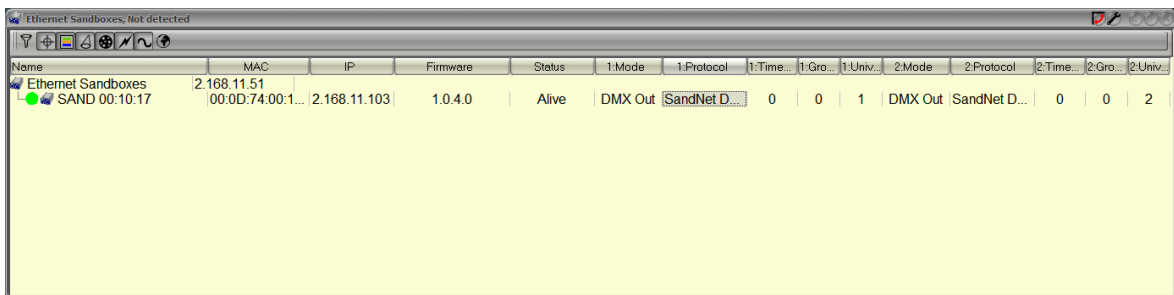 Ethernet Sandboxes, Not detected
Name MAC IP Firmware Status 1:Mode 1:Protocol 1:Time... 1:Gro... 1:Univ... 2:Mode 2:Protocol 2:Time... 2:Gro... 2:Univ...
Ethernet Sandboxes 2.168.11.51
SAND 00:10:17 00:0D:74:00:1... 2.168.11.103 1.0.4.0 Alive DMX Out SandNet D... 0 0 1 DMX Out SandNet D... 0 0 2